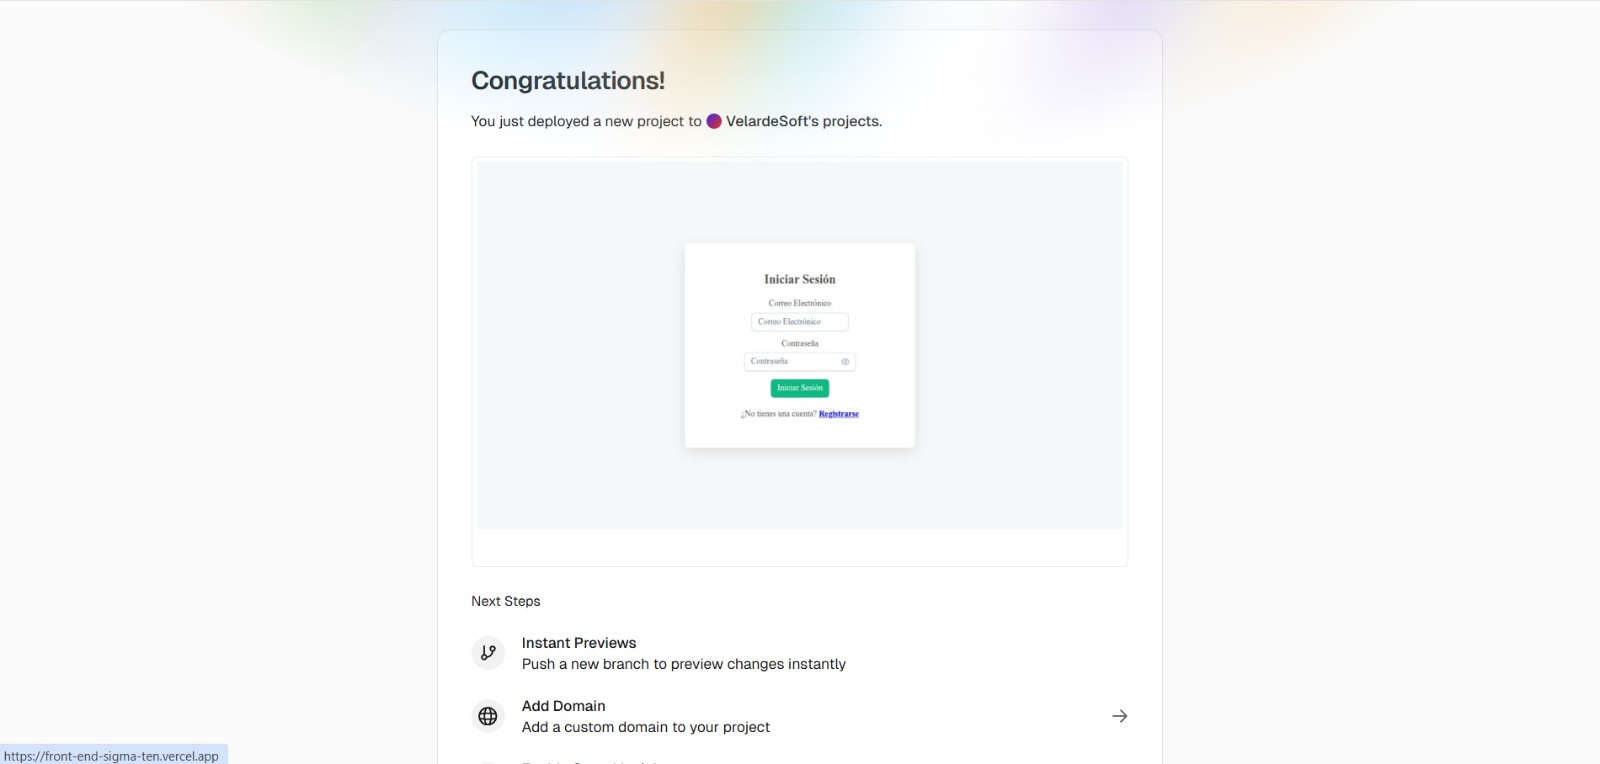 Congratulations!
You just deployed a new project to VelardeSoft's projects.
Iniciar Sesión
Correo Electrónico
Correo Electrónico
Contraseña
Contraseña
Iniciar Sesión
¿No tienes una cuenta? Registrarse
Next Steps
Instant Previews
Push a new branch to preview changes instantly
Add Domain
Add a custom domain to your project
https://front-end-sigma-ten.vercel.app